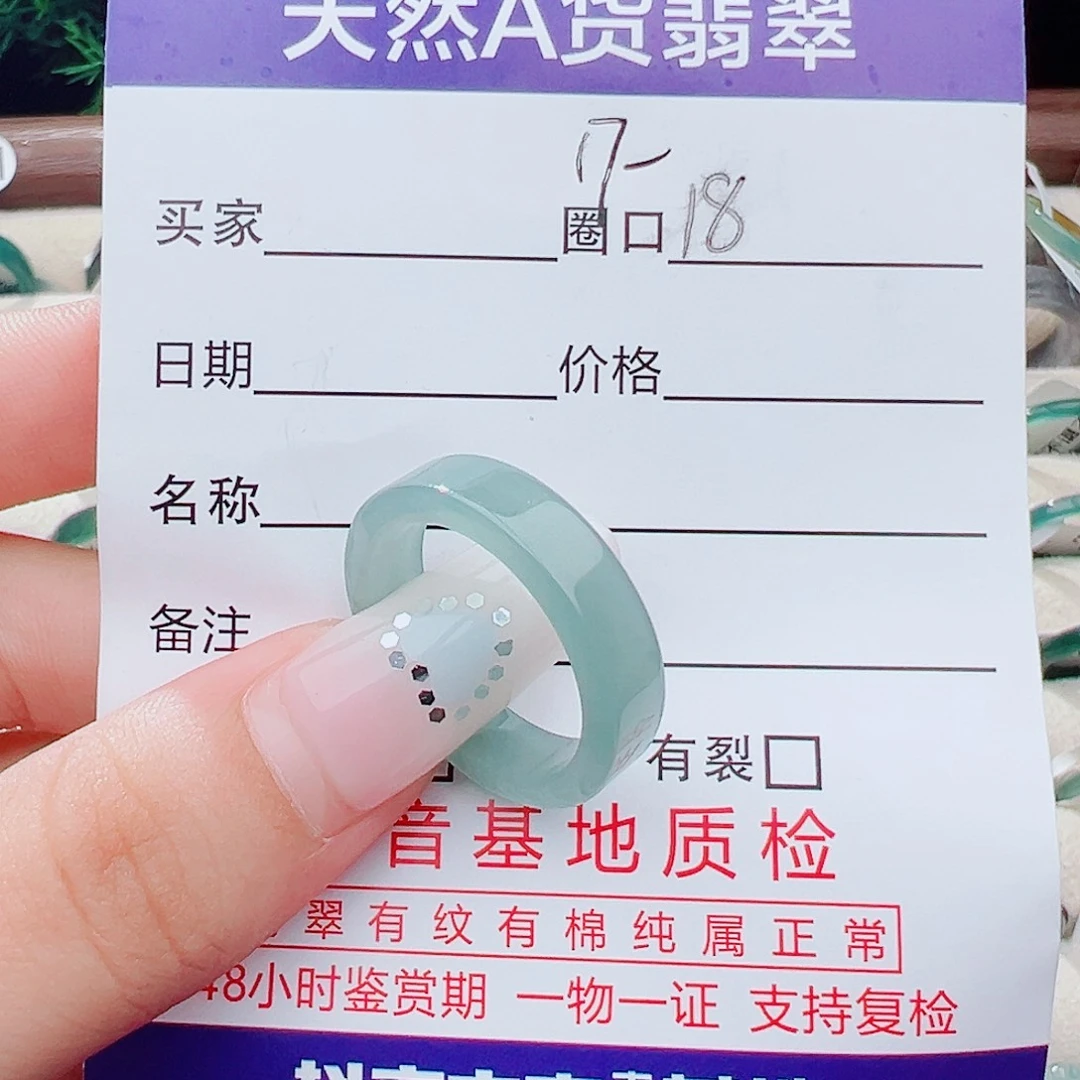 天然A货翡翠
17-
买家 圈口 18
日期 价格
名称
备注
有裂
音基地质检
翠有纹有棉纯属正常
48小时鉴赏期 一物一证 支持复检